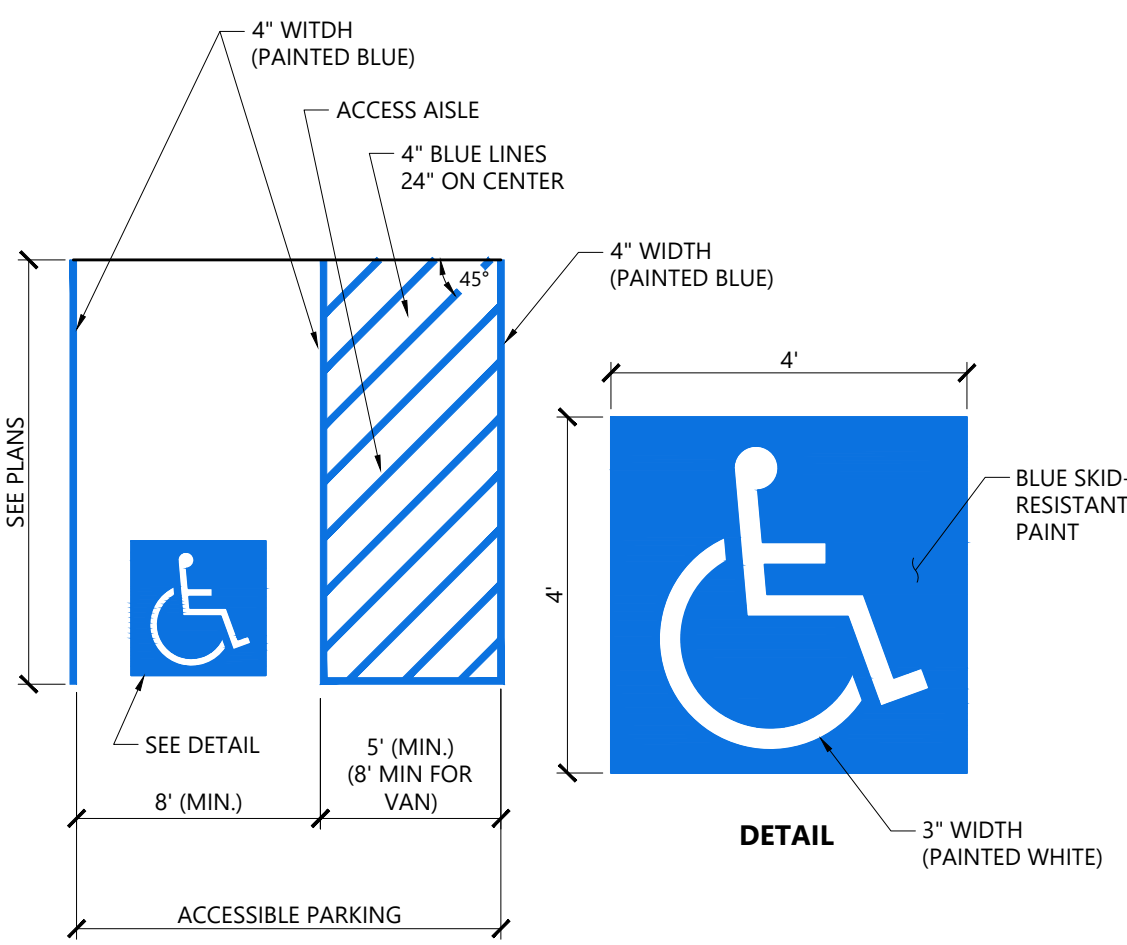 4" WITDH
(PAINTED BLUE)
ACCESS AISLE
4" BLUE LINES
24" ON CENTER
4" WIDTH
(PAINTED BLUE)
45°
SEE PLANS
4'
4'
BLUE SKID-
RESISTANT
PAINT
SEE DETAIL
5' (MIN.)
(8' MIN FOR
VAN)
8' (MIN.)
DETAIL
3" WIDTH
(PAINTED WHITE)
ACCESSIBLE PARKING